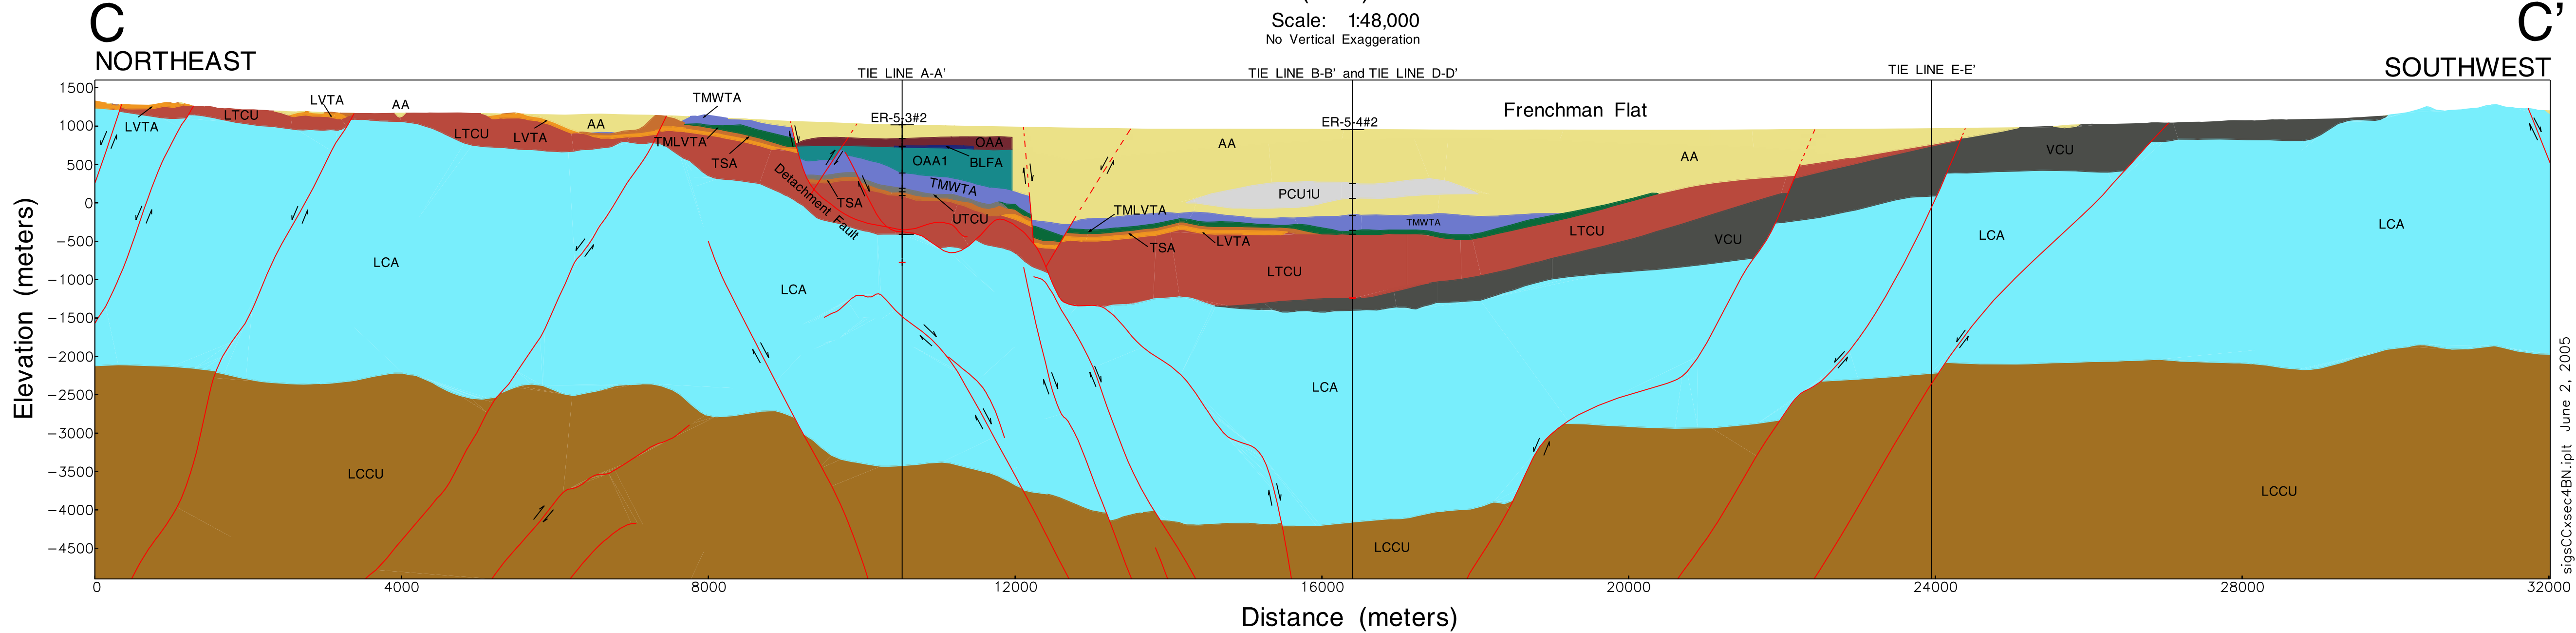 C
C'
Scale: 1:48,000
No Vertical Exaggeration
NORTHEAST
SOUTHWEST
TIE LINE A-A'
TIE LINE B-B' and TIE LINE D-D'
TIE LINE E-E'
Elevation (meters)
1500
1000
500
0
−500
−1000
−1500
−2000
−2500
−3000
−3500
−4000
−4500
LVTA
LTCU
LVTA
AA
LTCU
LVTA
AA
TMWTA
TMLVTA
TSA
ER-5-3#2
OAA
OAA1
BLFA
TMWTA
TSA
UTCU
Detachment Fault
ER-5-4#2
Frenchman Flat
AA
AA
PCU1U
TMLVTA
TMWTA
TSA
LVTA
LTCU
LTCU
VCU
VCU
LCA
LCA
LCA
LCA
LCA
LCCU
LCCU
LCCU
0
4000
8000
12000
16000
20000
24000
28000
32000
Distance (meters)
sigsCCxsec4BN.iplt June 2, 2005